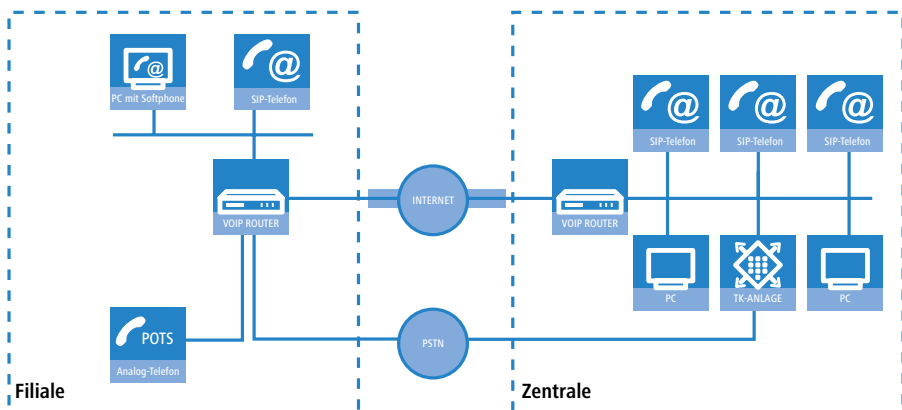 PC mit Softphone
@
SIP-Telefon
@
VOIP ROUTER
POTS
Analog-Telefon
Filiale
INTERNET
PSTN
SIP-Telefon
@
SIP-Telefon
@
SIP-Telefon
@
VOIP ROUTER
PC
TK-ANLAGE
PC
Zentrale